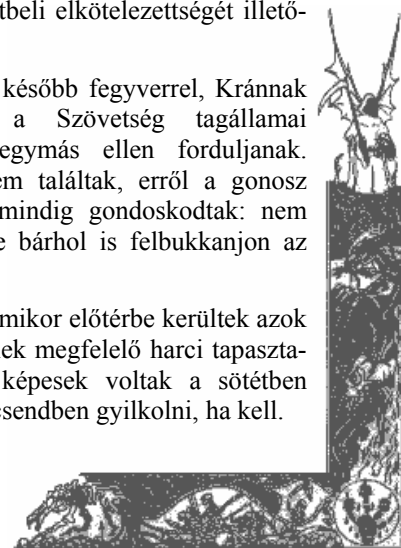 tbeli elkötelezettségét illető-
később fegyverrel, Kránnak
a Szövetség tagállamai
egymás ellen forduljanak.
em találtak, erről a gonosz
mindig gondoskodtak: nem
e bárhol is felbukkanjon az
mikor előtérbe kerültek azok
ek megfelelő harci tapaszta-
képesek voltak a sötétben
csendben gyilkolni, ha kell.